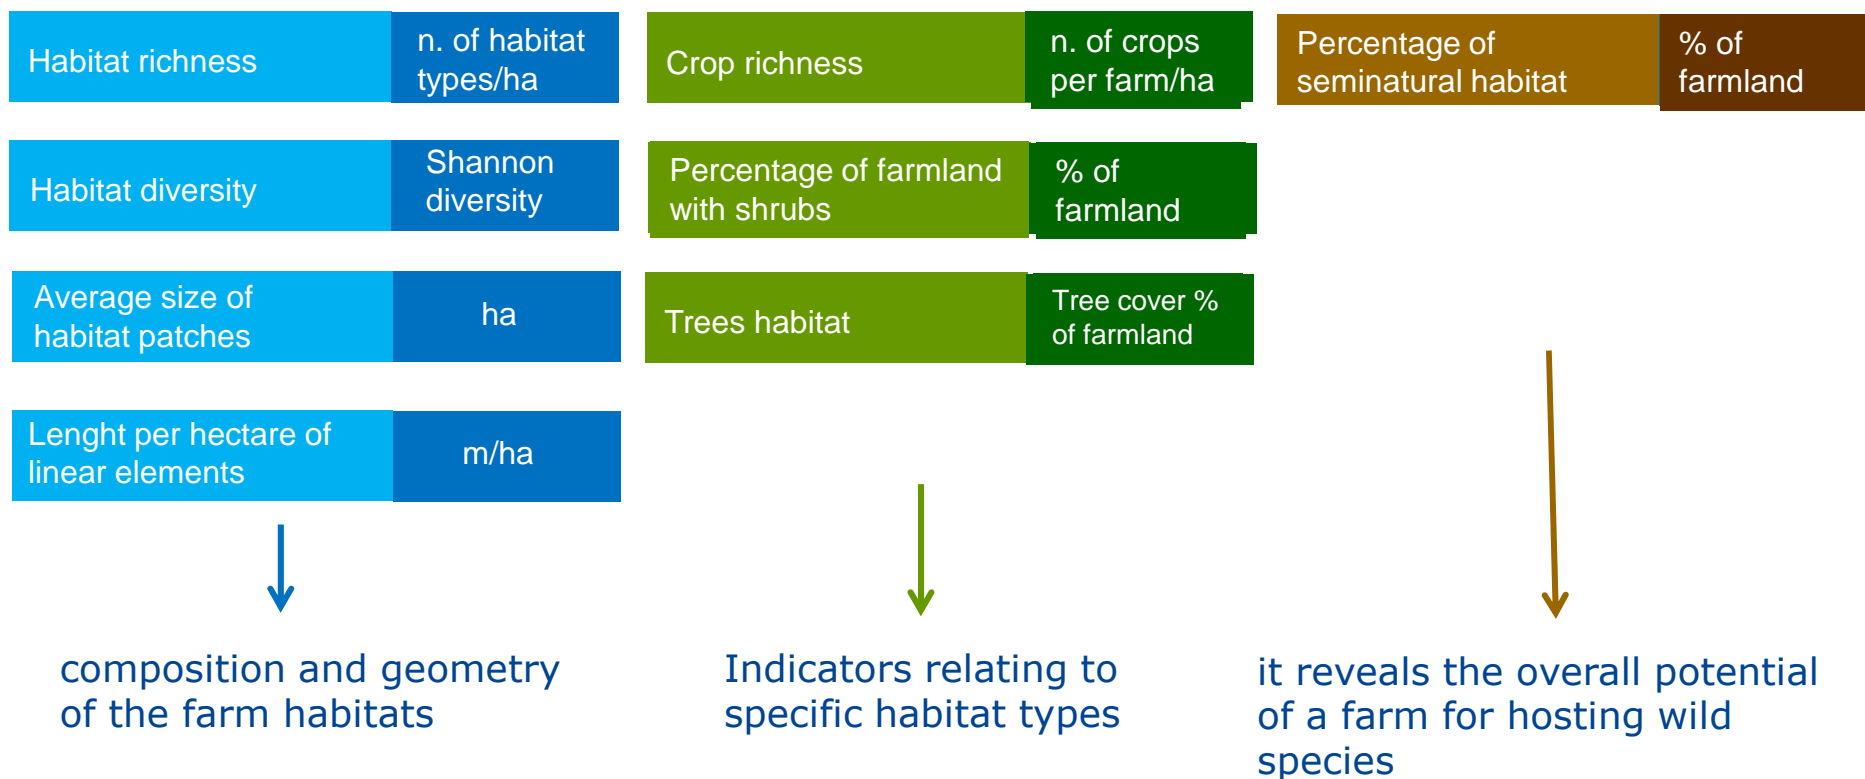 Habitat richness
n. of habitat
types/ha
Habitat diversity
Shannon
diversity
Average size of
habitat patches
ha
Lenght per hectare of
linear elements
m/ha
composition and geometry
of the farm habitats
Crop richness
n. of crops
per farm/ha
Percentage of farmland
with shrubs
% of
farmland
Trees habitat
Tree cover %
of farmland
Indicators relating to
specific habitat types
Percentage of
seminatural habitat
% of
farmland
it reveals the overall potential
of a farm for hosting wild
species